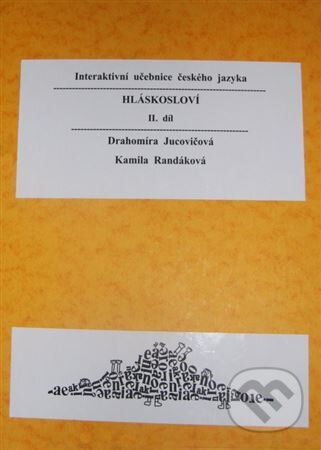 Interaktivní učebnice českého jazyka
HLÁSKOSLOVÍ
II. díl
Drahomíra Jucovičová
Kamila Randáková